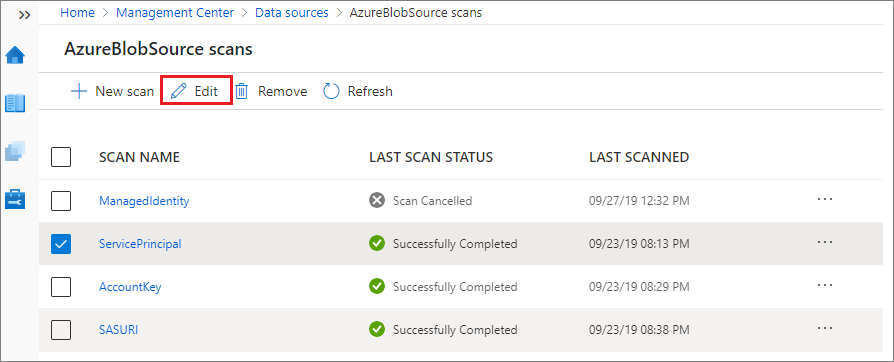 Home > Management Center > Data sources > AzureBlobSource scans
AzureBlobSource scans
New scan Edit Remove Refresh
SCAN NAME LAST SCAN STATUS LAST SCANNED
ManagedIdentity Scan Cancelled 09/27/19 12:32 PM ...
ServicePrincipal Successfully Completed 09/23/19 08:13 PM ...
AccountKey Successfully Completed 09/23/19 08:29 PM ...
SASURI Successfully Completed 09/23/19 08:38 PM ...